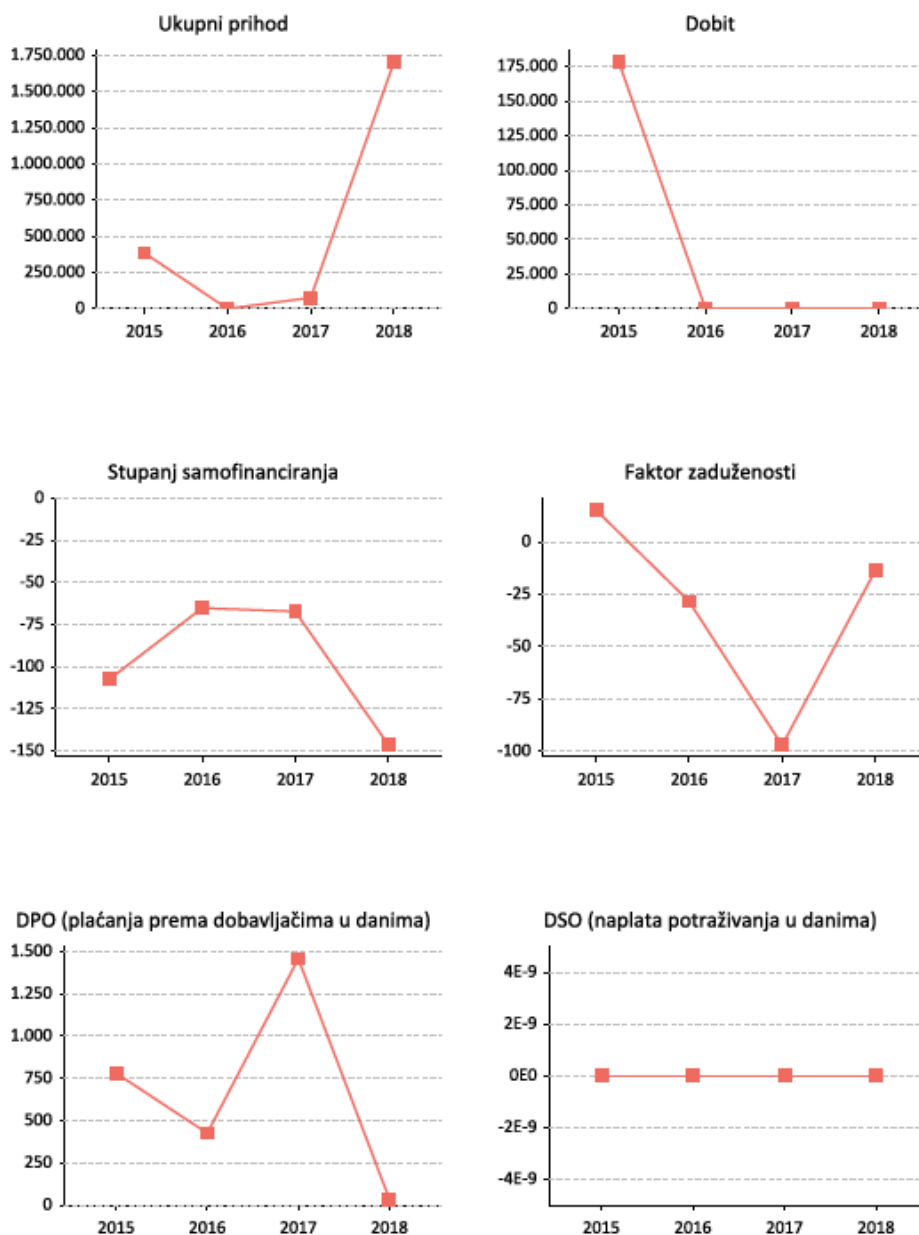 Ukupni prihod
1.750.000
1.500.000
1.250.000
1.000.000
750.000
500.000
250.000
0
2015 2016 2017 2018
Dobit
175.000
150.000
125.000
100.000
75.000
50.000
25.000
0
2015 2016 2017 2018
Stupanj samofinanciranja
0
-25
-50
-75
-100
-125
-150
2015 2016 2017 2018
Faktor zaduženosti
0
-25
-50
-75
-100
2015 2016 2017 2018
DPO (plaćanja prema dobavljačima u danima)
1.500
1.250
1.000
750
500
250
0
2015 2016 2017 2018
DSO (naplata potraživanja u danima)
4E-9
2E-9
0E0
-2E-9
-4E-9
2015 2016 2017 2018